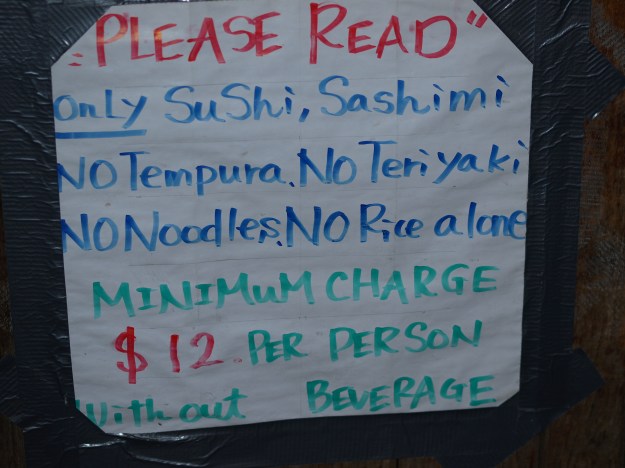 "PLEASE READ"
ONLY SuShi, Sashimi
NO Tempura. NO Teriyaki
NO Noodles. NO Rice alone
MINIMuM CHARGE
$12 PER PERSON
Without BEVERAGE